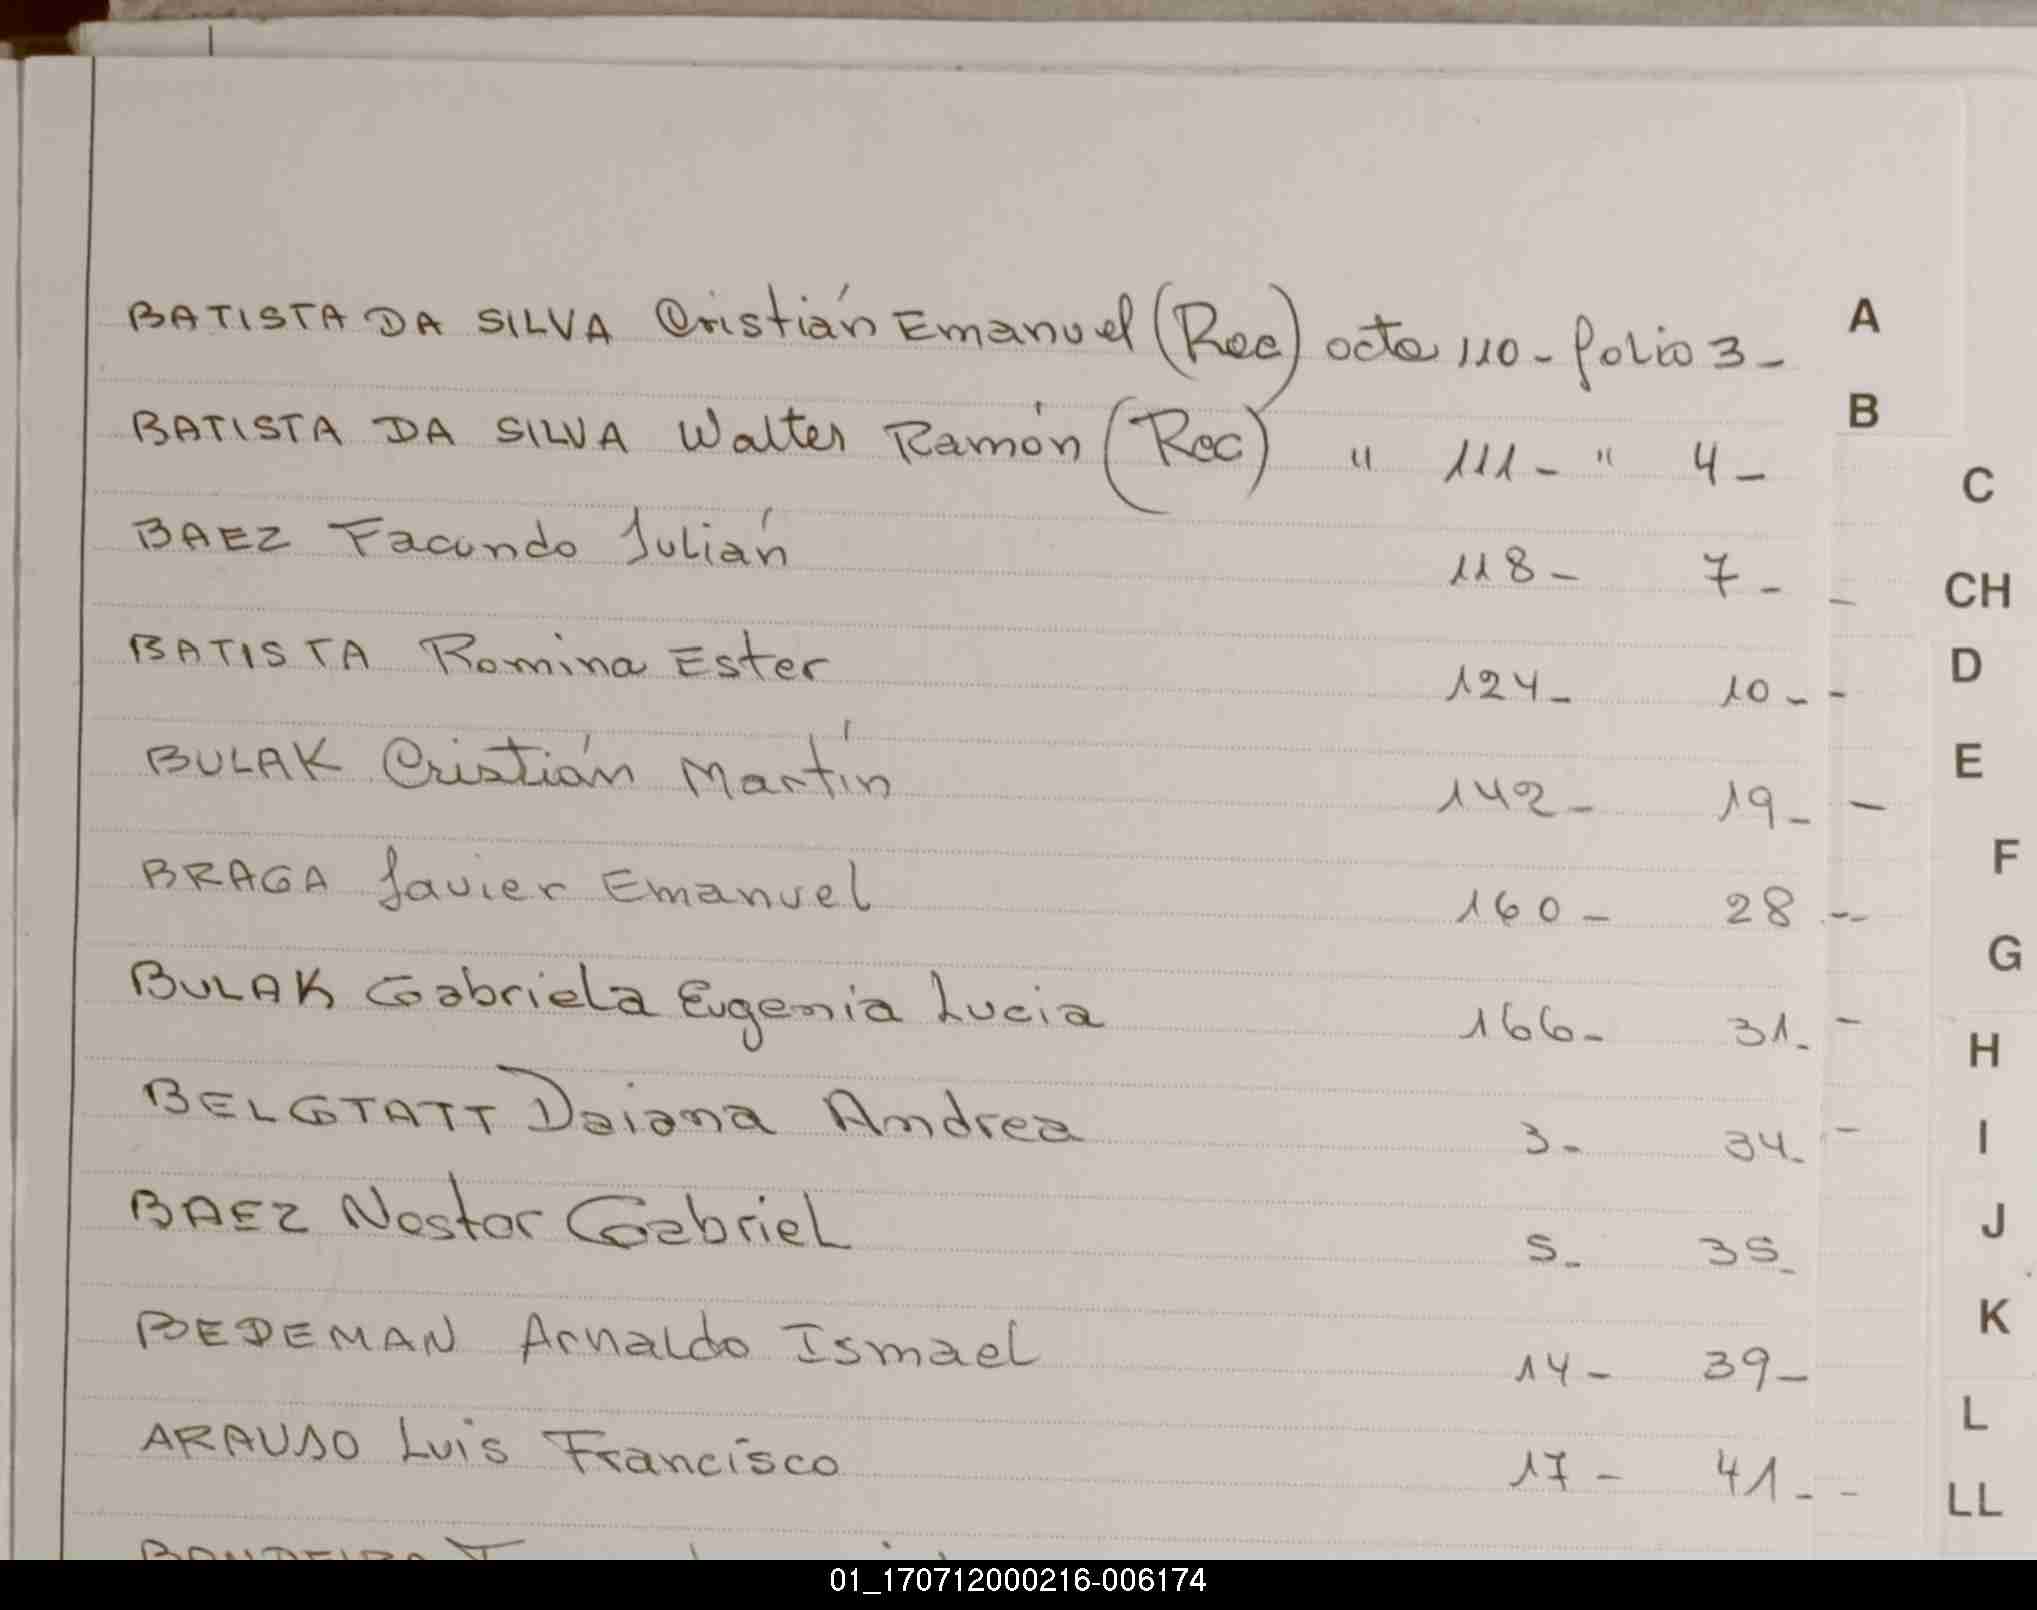 BATISTA DA SILVA Cristián Emanuel (Rec) acta 110 - folio 3 -
BATISTA DA SILVA Walter Ramón (Rec) " 111 - " 4 -
BAEZ Facundo Julián 118 - 7 - -
BATISTA Romina Ester 124 - 10 - -
BULAK Cristián Martín 142 - 19 - -
BRAGA Javier Emanuel 160 - 28 --
BULAK Gabriela Eugenia Lucia 166 - 31 - -
BELGTATT Daiana Andrea 3 - 34 - -
BAEZ Nestor Gabriel 5 - 35 -
BEDEMAN Arnaldo Ismael 14 - 39 -
ARAUJO Luis Francisco 17 - 41 - -
A
B
C
CH
D
E
F
G
H
I
J
K
L
LL
01_170712000216-006174